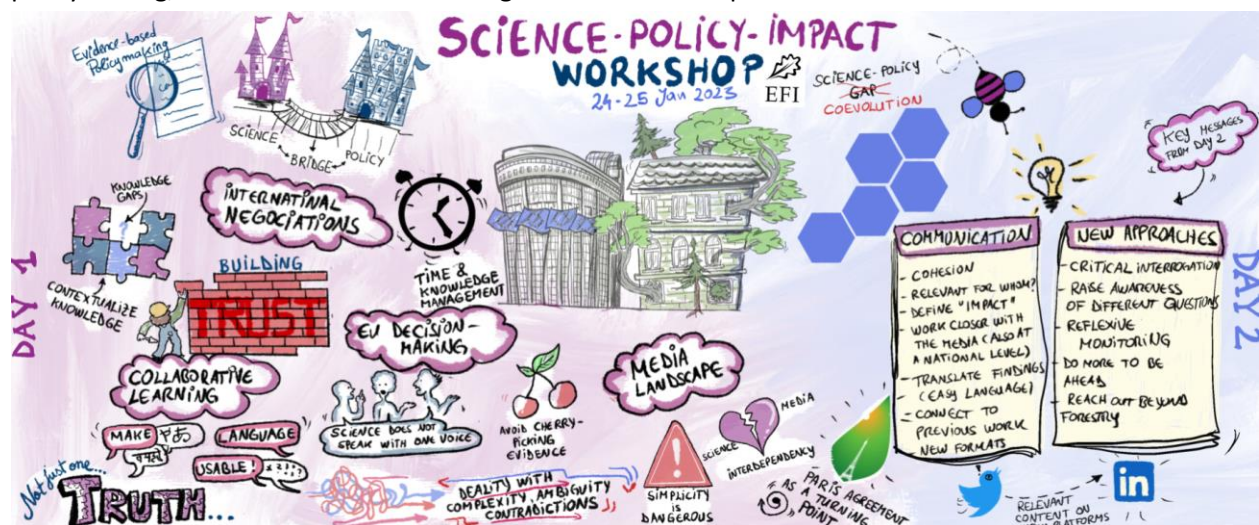 SCIENCE-POLICY-IMPACT
WORKSHOP
24-25 Jan 2023
EFI
DAY 1
Evidence-based
Policymaking
SCIENCE
BRIDGE
POLICY
KNOWLEDGE
GAPS
CONTEXTUALIZE
KNOWLEDGE
INTERNATINAL
NEGOCIATIONS
TIME &
KNOWLEDGE
MANAGEMENT
BUILDING
TRUST
COLLABORATIVE
LEARNING
MAKE
LANGUAGE
USABLE!
Not just one...
TRUTH...
EU DECISION-
MAKING
SCIENCE DOES NOT
SPEAK WITH ONE VOICE
AVOID CHERRY-
PICKING
EVIDENCE
DEALITY WITH
COMPLEXITY, AMBIGUITY
CONTRADICTIONS
MEDIA
LANDSCAPE
SIMPLICITY
IS
DANGEROUS
SCIENCE
MEDIA
INTERDEPENDENCY
PARIS AGREEMENT
AS A TURNING
POINT
SCIENCE-POLICY
GAP
COEVOLUTION
DAY 2
KEY MESSAGES
FROM DAY 2
COMMUNICATION
- COHESION
- RELEVANT FOR WHOM?
- DEFINE "IMPACT"
- WORK CLOSER WITH
THE MEDIA (ALSO AT
A NATIONAL LEVEL)
- TRANSLATE FINDINGS
(EASY LANGUAGE)
- CONNECT TO
PREVIOUS WORK
NEW FORMATS
NEW APPROACHES
- CRITICAL INTERROGATION
- RAISE AWARENESS
OF DIFFERENT QUESTIONS
- REFLEXIVE
MONITORING
- DO MORE TO BE
AHEAD
- REACH OUT BEYOND
FORESTRY
in
RELEVANT
CONTENT ON